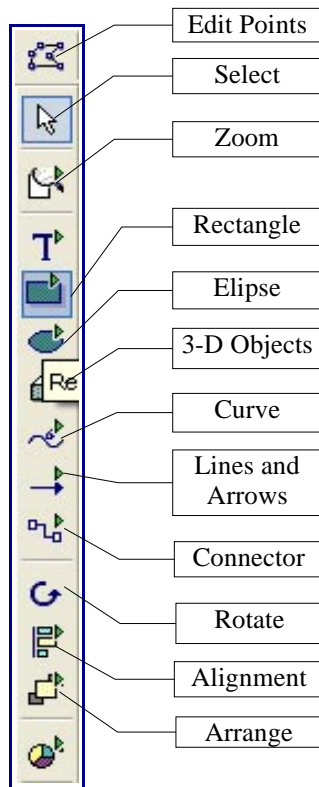 Edit Points
Select
Zoom
T
Rectangle
Elipse
3-D Objects
Re
Curve
Lines and
Arrows
Connector
Rotate
Alignment
Arrange